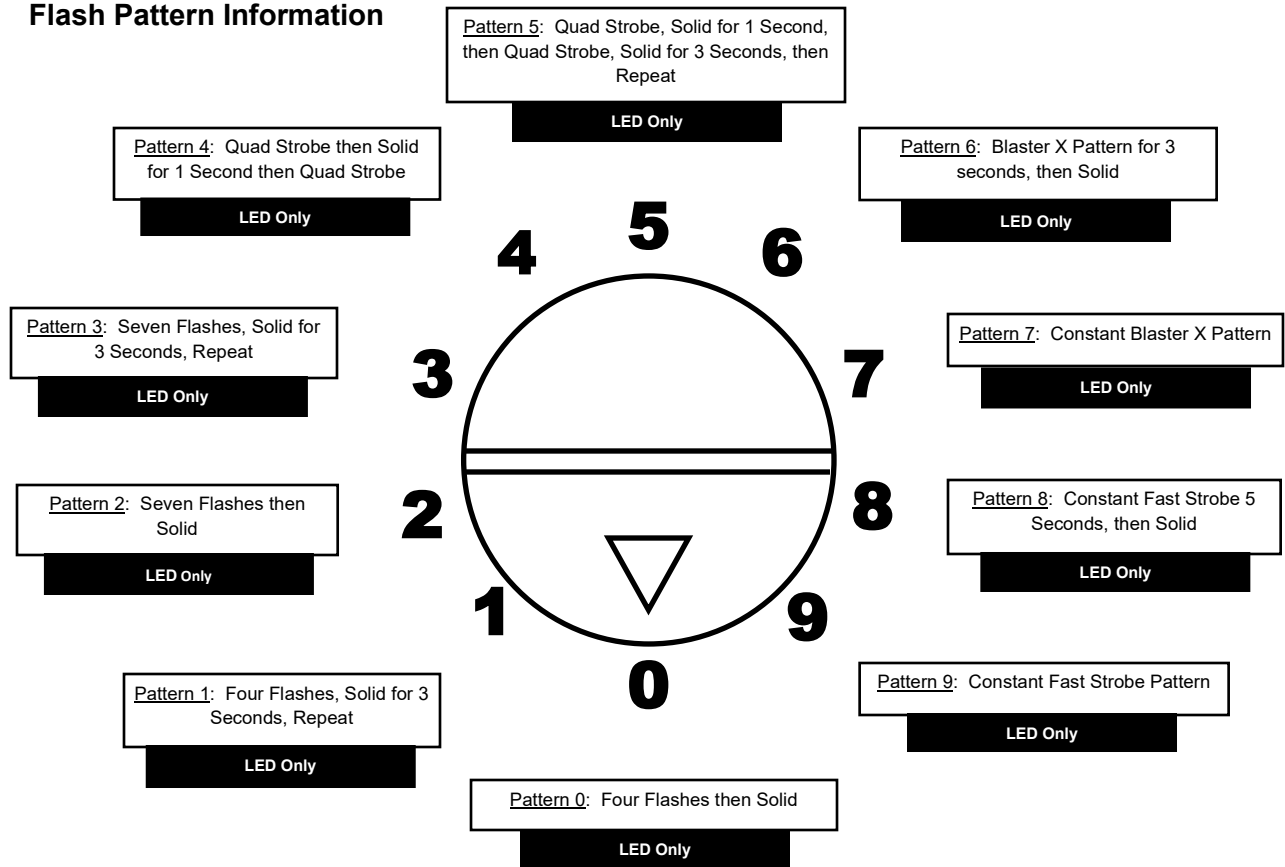 Flash Pattern Information
Pattern 5: Quad Strobe, Solid for 1 Second,
then Quad Strobe, Solid for 3 Seconds, then
Repeat
LED Only
Pattern 4: Quad Strobe then Solid
for 1 Second then Quad Strobe
LED Only
Pattern 6: Blaster X Pattern for 3
seconds, then Solid
LED Only
5
4
6
Pattern 3: Seven Flashes, Solid for
3 Seconds, Repeat
LED Only
3
7
Pattern 7: Constant Blaster X Pattern
LED Only
Pattern 2: Seven Flashes then
Solid
LED Only
2
8
Pattern 8: Constant Fast Strobe 5
Seconds, then Solid
LED Only
1
9
0
Pattern 1: Four Flashes, Solid for 3
Seconds, Repeat
LED Only
Pattern 9: Constant Fast Strobe Pattern
LED Only
Pattern 0: Four Flashes then Solid
LED Only